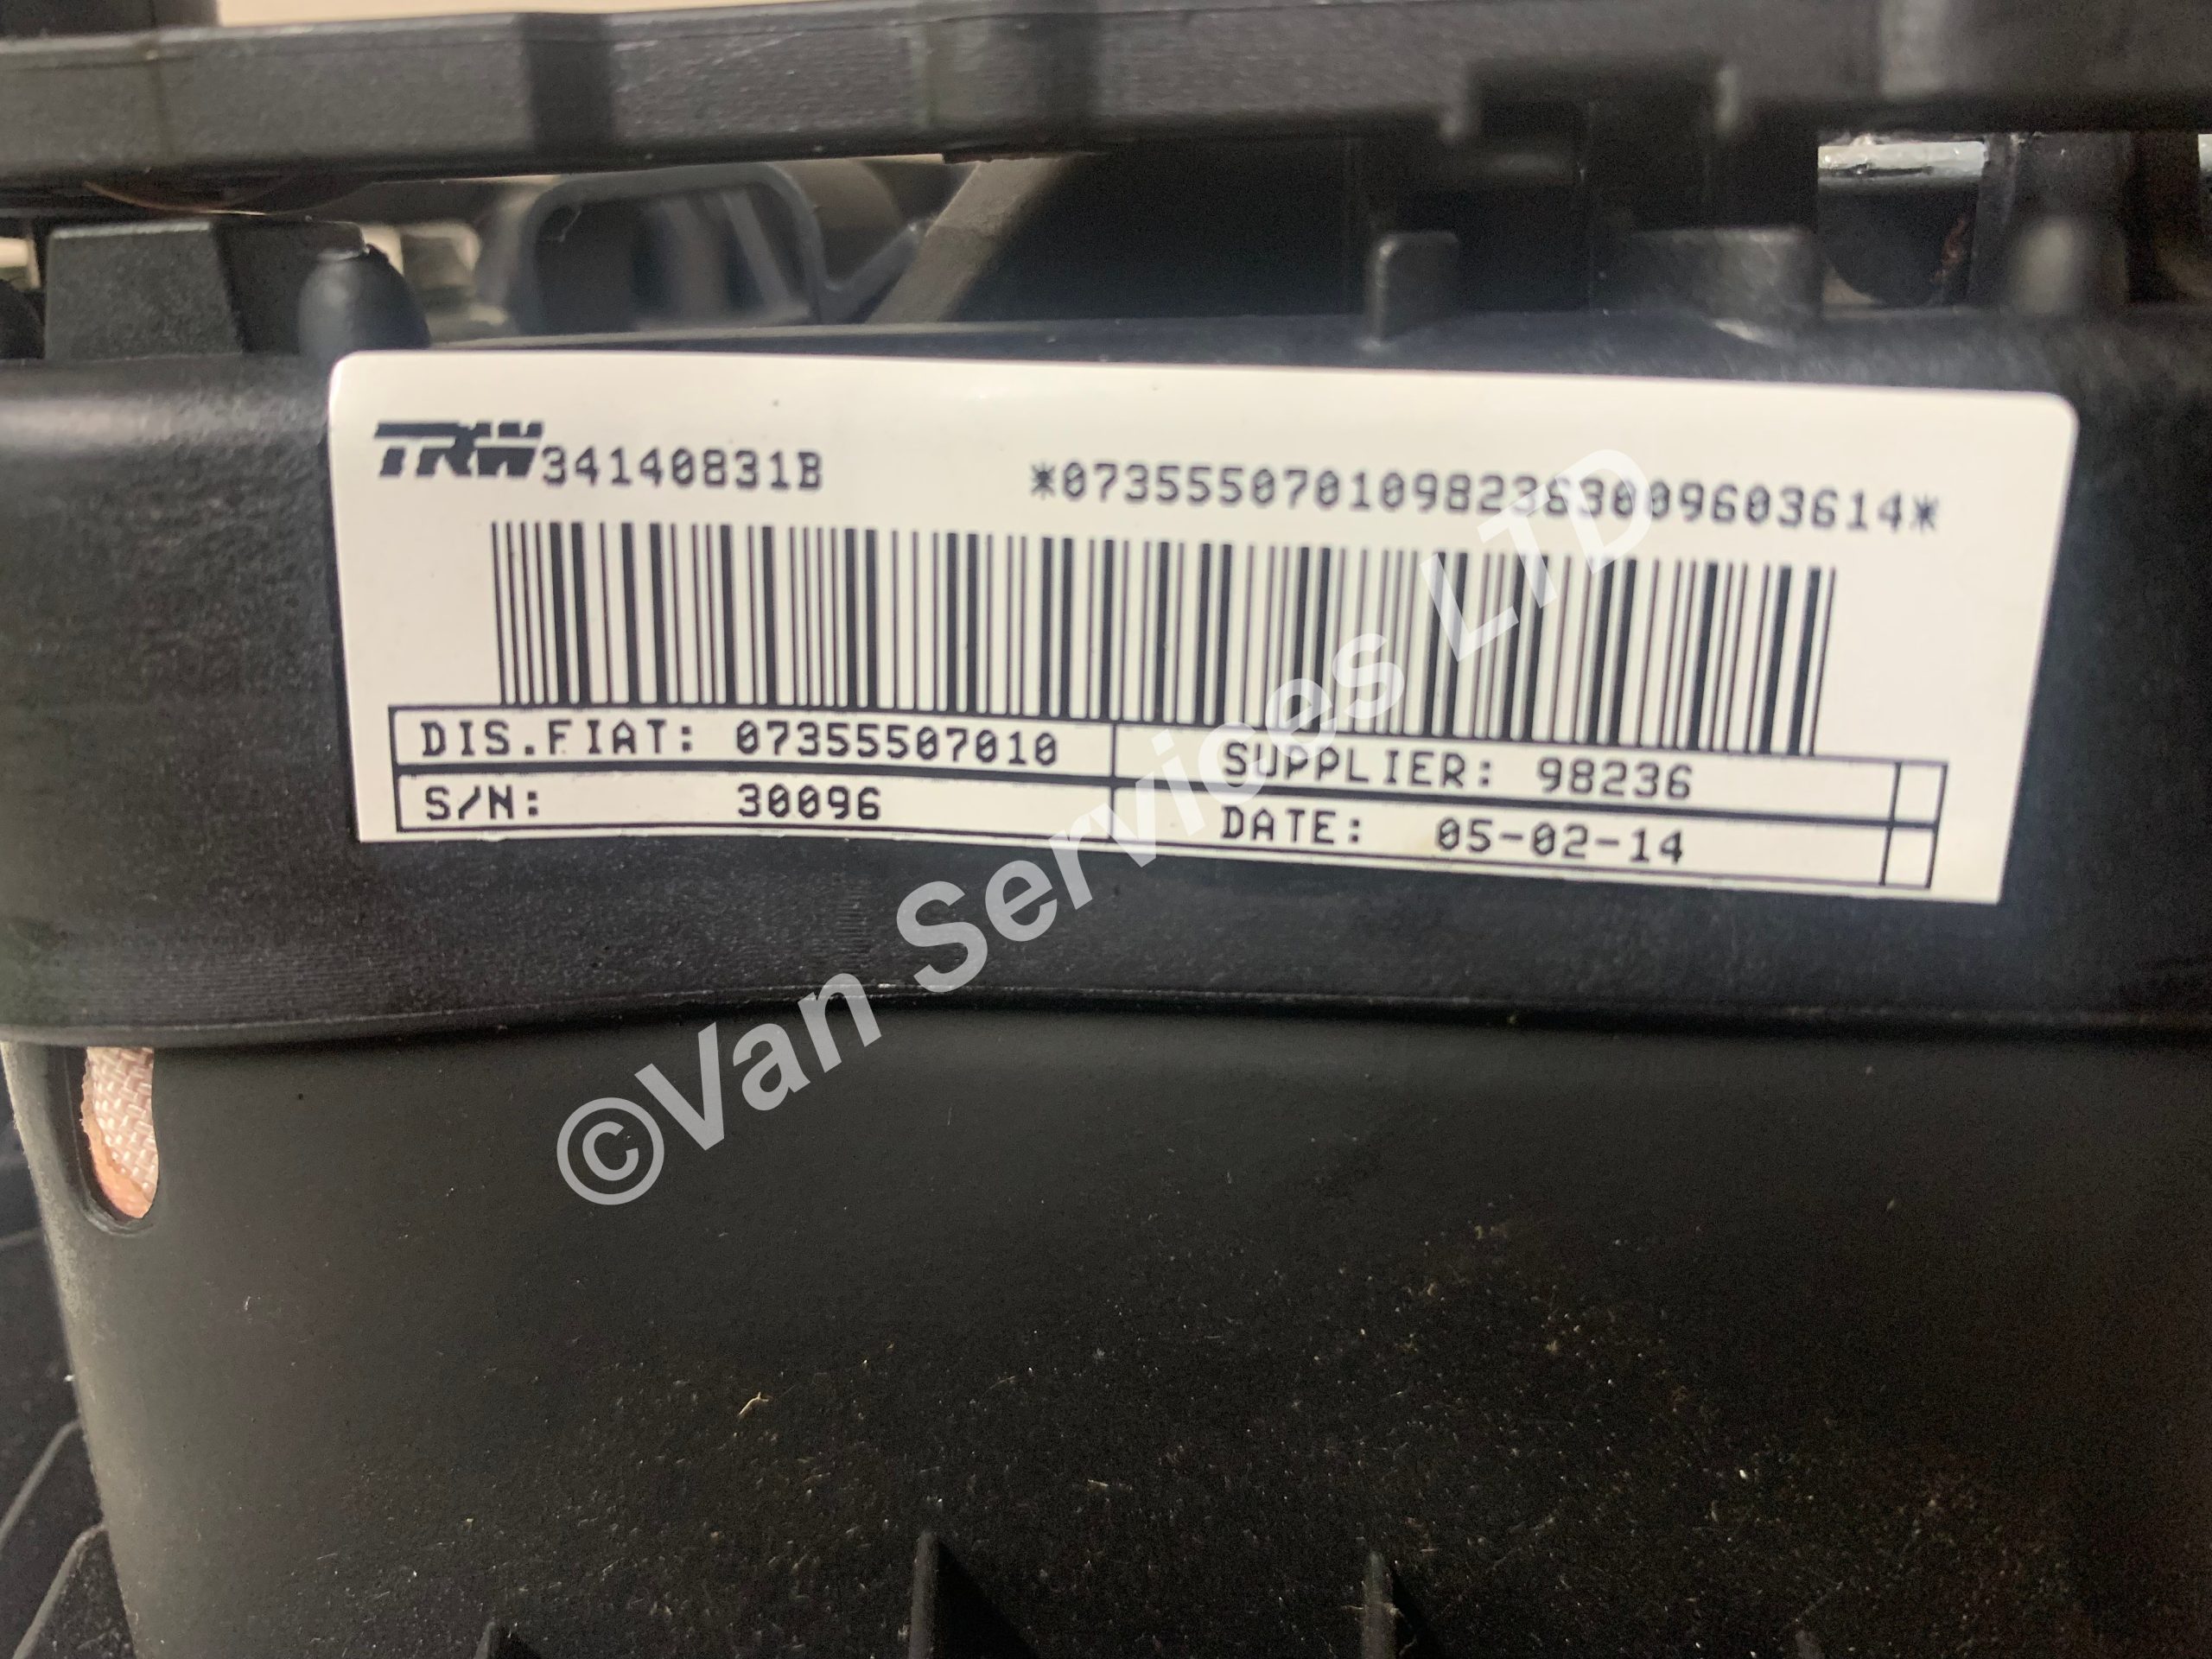 TRW34140831B *07355507010982363009603614*
DIS.FIAT: 07355507010 SUPPLIER: 98236
S/N: 30096 DATE: 05-02-14
©Van Services LTD